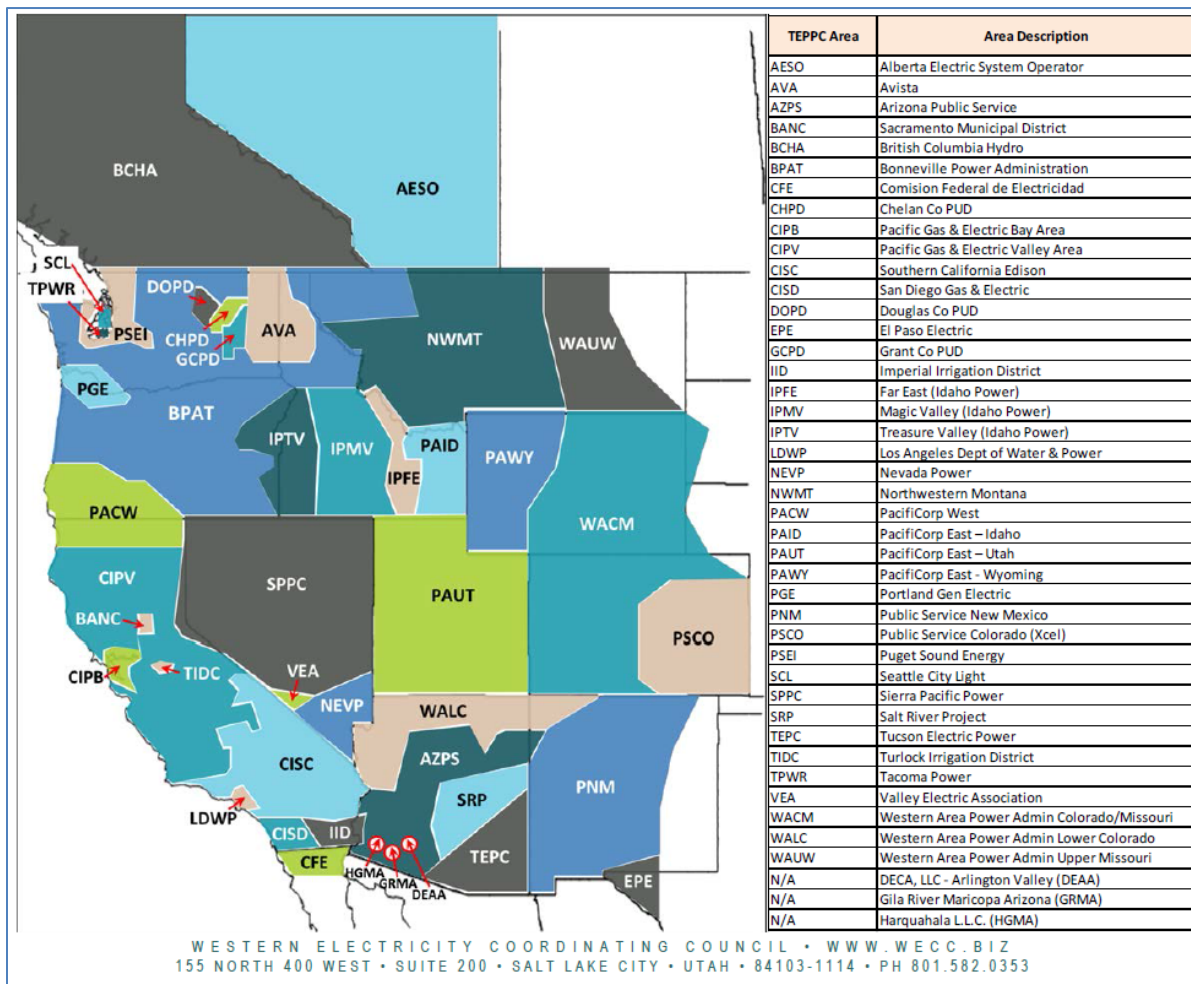 BCHA
AESO
SCL
TPWR
DOPD
PSEI
CHPD
GCPD
AVA
NWMT
WAUW
PGE
BPAT
IPTV
IPMV
IPFE
PAID
PAWY
PACW
WACM
CIPV
SPPC
PAUT
BANC
PSCO
CIPB
TIDC
VEA
NEVP
WALC
CISC
AZPS
PNM
SRP
LDWP
CISD
IID
TEPC
CFE
HGMA
GRMA
DEAA
EPE
TEPPC Area Area Description
AESO Alberta Electric System Operator
AVA Avista
AZPS Arizona Public Service
BANC Sacramento Municipal District
BCHA British Columbia Hydro
BPAT Bonneville Power Administration
CFE Comision Federal de Electricidad
CHPD Chelan Co PUD
CIPB Pacific Gas & Electric Bay Area
CIPV Pacific Gas & Electric Valley Area
CISC Southern California Edison
CISD San Diego Gas & Electric
DOPD Douglas Co PUD
EPE El Paso Electric
GCPD Grant Co PUD
IID Imperial Irrigation District
IPFE Far East (Idaho Power)
IPMV Magic Valley (Idaho Power)
IPTV Treasure Valley (Idaho Power)
LDWP Los Angeles Dept of Water & Power
NEVP Nevada Power
NWMT Northwestern Montana
PACW PacifiCorp West
PAID PacifiCorp East – Idaho
PAUT PacifiCorp East – Utah
PAWY PacifiCorp East - Wyoming
PGE Portland Gen Electric
PNM Public Service New Mexico
PSCO Public Service Colorado (Xcel)
PSEI Puget Sound Energy
SCL Seattle City Light
SPPC Sierra Pacific Power
SRP Salt River Project
TEPC Tucson Electric Power
TIDC Turlock Irrigation District
TPWR Tacoma Power
VEA Valley Electric Association
WACM Western Area Power Admin Colorado/Missouri
WALC Western Area Power Admin Lower Colorado
WAUW Western Area Power Admin Upper Missouri
N/A DECA, LLC - Arlington Valley (DEAA)
N/A Gila River Maricopa Arizona (GRMA)
N/A Harquahala L.L.C. (HGMA)
WESTERN ELECTRICITY COORDINATING COUNCIL • WWW.WECC.BIZ
155 NORTH 400 WEST • SUITE 200 • SALT LAKE CITY • UTAH • 84103-1114 • PH 801.582.0353